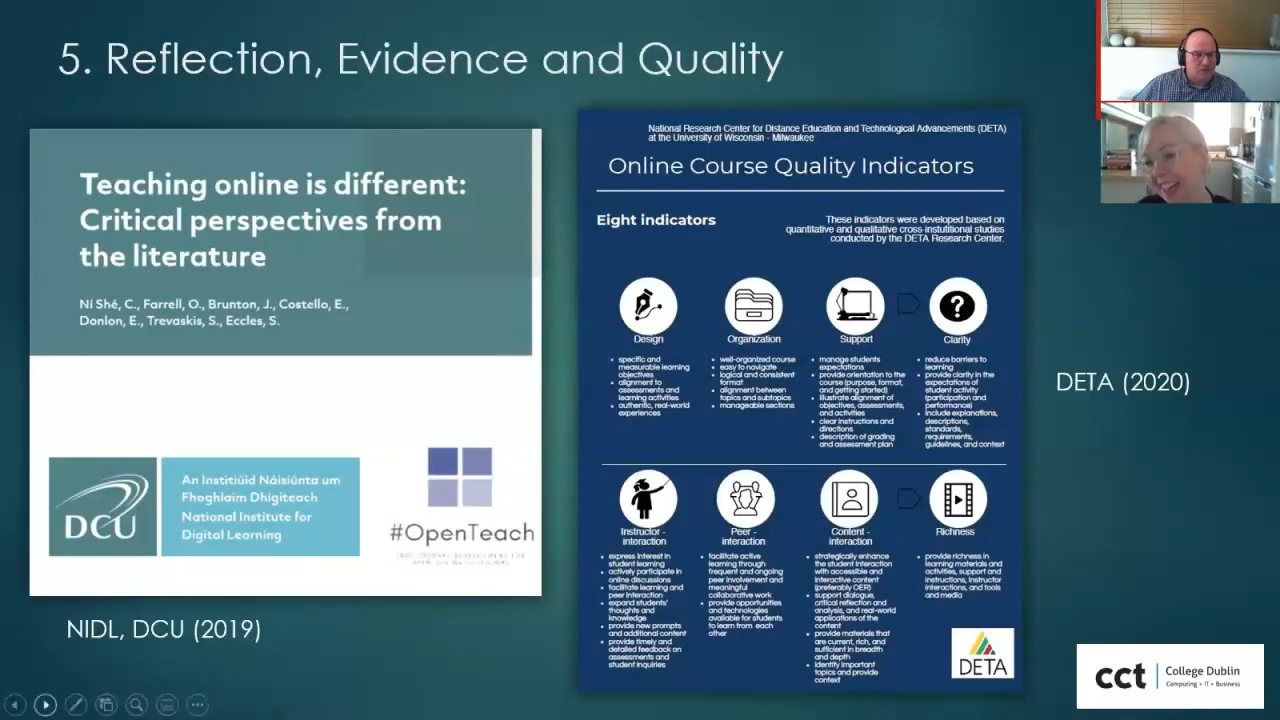 5. Reflection, Evidence and Quality
Teaching online is different:
Critical perspectives from
the literature
Ní Shé, C., Farrell, O., Brunton, J., Costello, E.,
Donlon, E., Trevaskis, S., Eccles, S.
DCU
An Institiúid Náisiúnta um
Fhoghlaim Dhigiteach
National Institute for
Digital Learning
#OpenTeach
NIDL, DCU (2019)
National Research Center for Distance Education and Technological Advancements (DETA)
at the University of Wisconsin - Milwaukee
Online Course Quality Indicators
Eight indicators
These indicators were developed based on
quantitative and qualitative cross-instutitional studies
conducted by the DETA Research Center.
Design
• specific and
measurable learning
objectives
• alignment to
assessments and
learning activities
• authentic, real-world
experiences
Organization
• well-organized course
• easy to navigate
• logical and consistent
format
• alignment between
topics and subtopics
• manageable sections
Support
• manage students
expectations
• provide orientation to the
course (purpose, format,
and getting started)
• illustrate alignment of
objectives, assessments,
and activities
• clear instructions and
directions
• description of grading
and assessment plan
Clarity
• reduce barriers to
learning
• provide clarity in the
expectations of
student activity
(participation and
performance)
• include explanations,
descriptions,
standards,
requirements,
guidelines, and context
Instructor -
interaction
• express interest in
student learning
• actively participate in
online discussions
• facilitate learning and
peer interaction
• expand students'
thoughts and
knowledge
• provide new prompts
and additional content
• provide timely and
detailed feedback on
assessments and
student inquiries
Peer -
interaction
• facilitate active
learning through
frequent and ongoing
peer involvement and
meaningful
collaborative work
• provide opportunities
and technologies
available for students
to learn from each
other
Content -
interaction
• strategically enhance
the student interaction
with accessible and
interactive content
(preferably OER)
• support dialogue,
critical reflection and
analysis, and real-world
applications of the
content
• provide materials that
are current, rich, and
sufficient in breadth
and depth
• identify important
topics and provide
context
Richness
• provide richness in
learning materials and
activities, support and
instructions, instructor
interactions, and tools
and media
DETA
DETA (2020)
cct
College Dublin
Computing • IT • Business